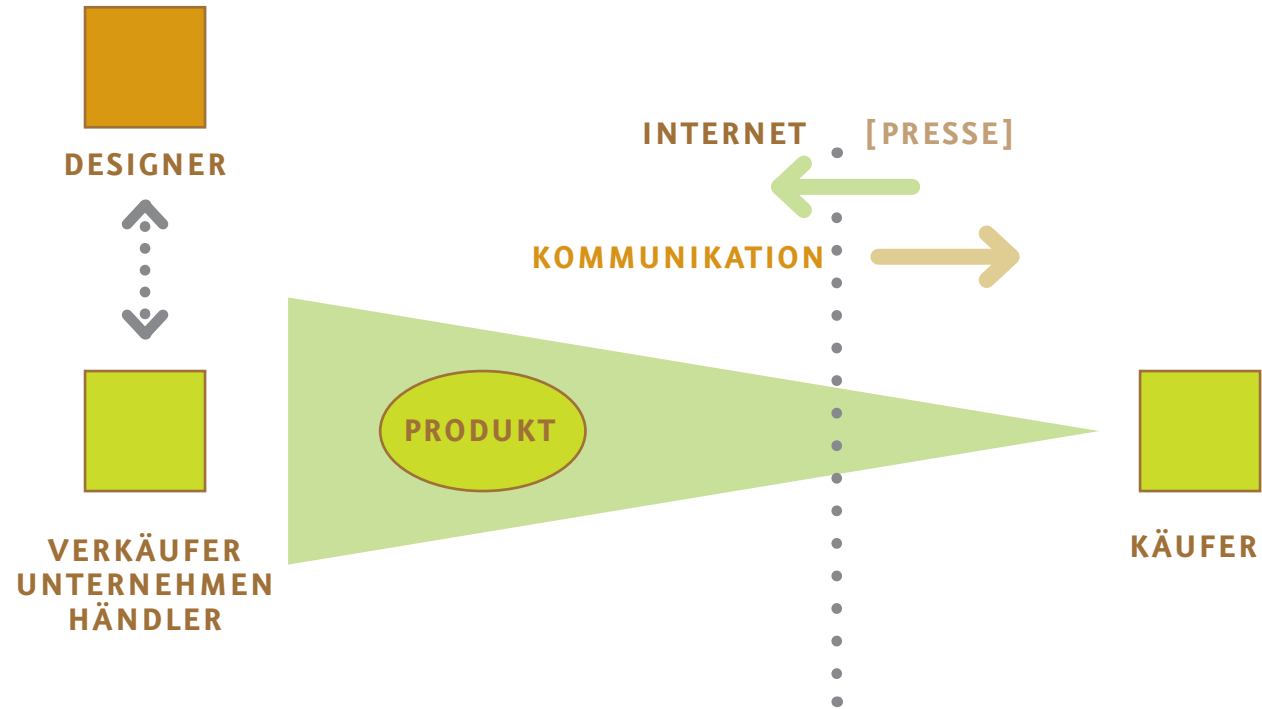 INTERNET [PRESSE]
DESIGNER
KOMMUNIKATION
PRODUKT
VERKÄUFER
UNTERNEHMEN
HÄNDLER
KÄUFER